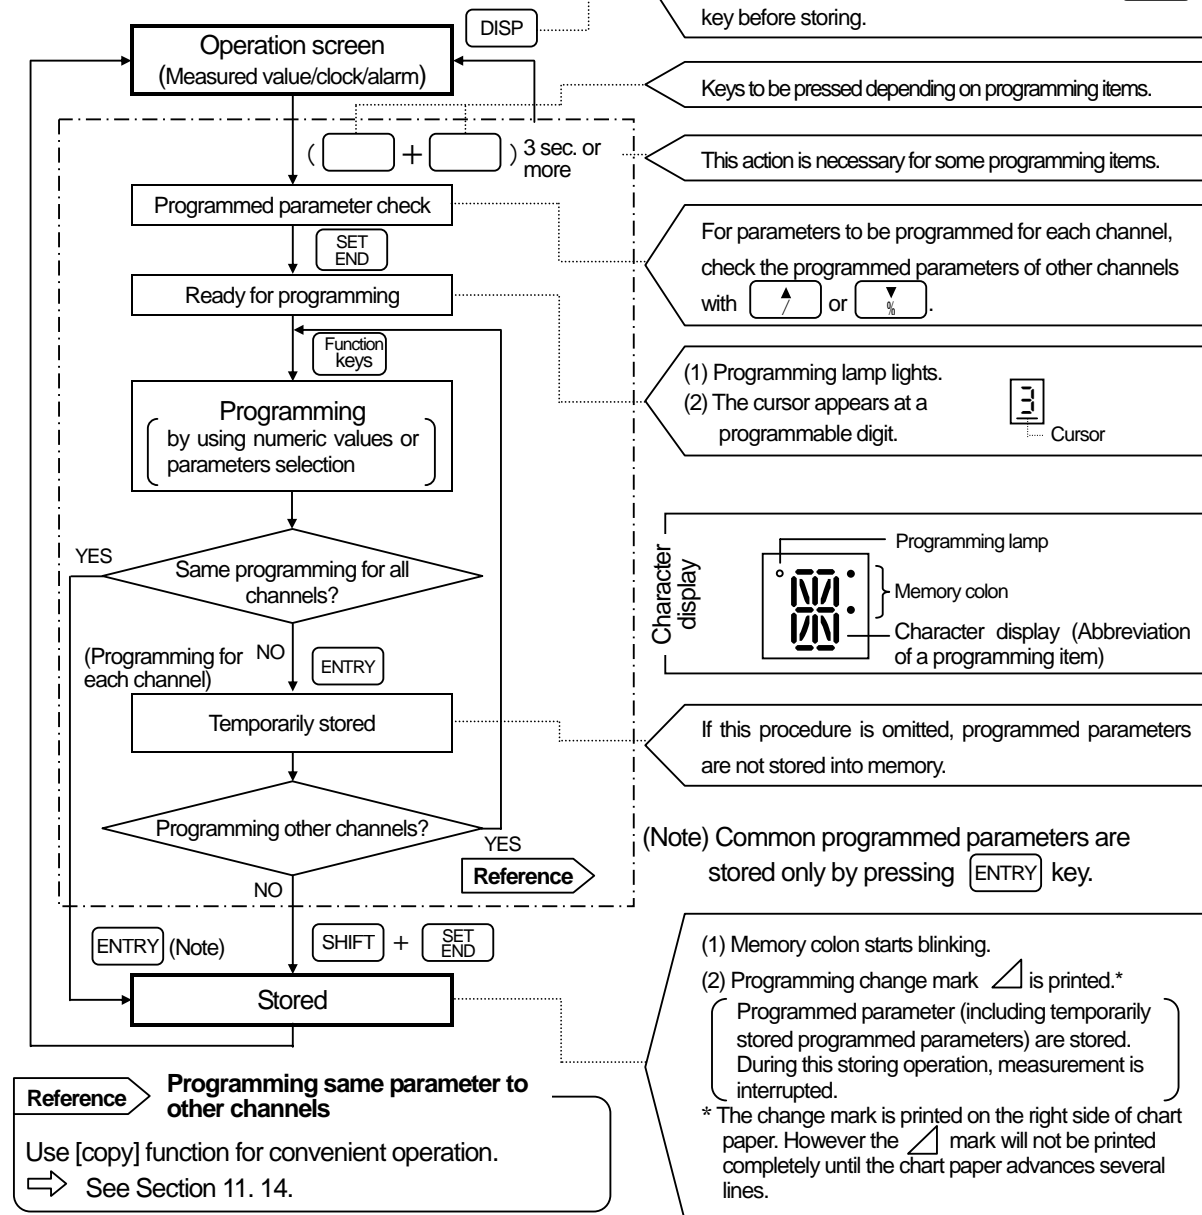 DISP
key before storing.
Operation screen
(Measured value/clock/alarm)
Keys to be pressed depending on programming items.
( + ) 3 sec. or
more
This action is necessary for some programming items.
Programmed parameter check
For parameters to be programmed for each channel,
check the programmed parameters of other channels
with ▲ / or ▼ % .
SET
END
Ready for programming
Function
keys
(1) Programming lamp lights.
(2) The cursor appears at a
programmable digit.
3
Cursor
Programming
by using numeric values or
parameters selection
Character
display
Programming lamp
Memory colon
Character display (Abbreviation
of a programming item)
YES
Same programming for all
channels?
(Programming for
each channel)
NO
ENTRY
Temporarily stored
If this procedure is omitted, programmed parameters
are not stored into memory.
Programming other channels?
YES
Reference
NO
(Note) Common programmed parameters are
stored only by pressing ENTRY key.
ENTRY (Note)
SHIFT + SET
END
Stored
(1) Memory colon starts blinking.
(2) Programming change mark is printed.*
Programmed parameter (including temporarily
stored programmed parameters) are stored.
During this storing operation, measurement is
interrupted.
* The change mark is printed on the right side of chart
paper. However the mark will not be printed
completely until the chart paper advances several
lines.
Reference
Programming same parameter to
other channels
Use [copy] function for convenient operation.
⇨ See Section 11. 14.